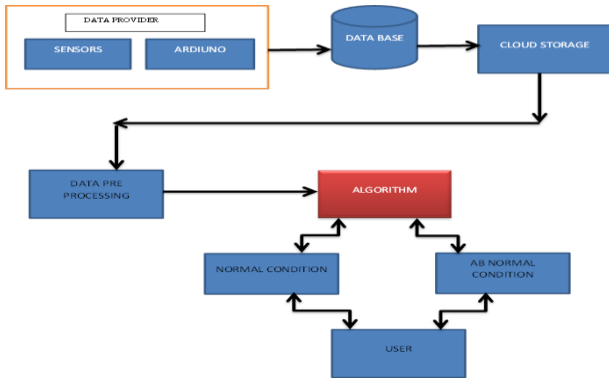 DATA PROVIDER
SENSORS
ARDIUNO
DATA BASE
CLOUD STORAGE
DATA PRE
PROCESSING
ALGORITHM
NORMAL CONDITION
AB NORMAL
CONDITION
USER